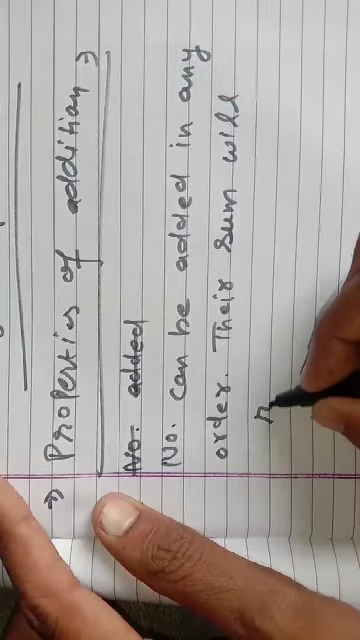 ⇒ Properties of addition ⇒
No. added
No. can be added in any
order. Their sum will